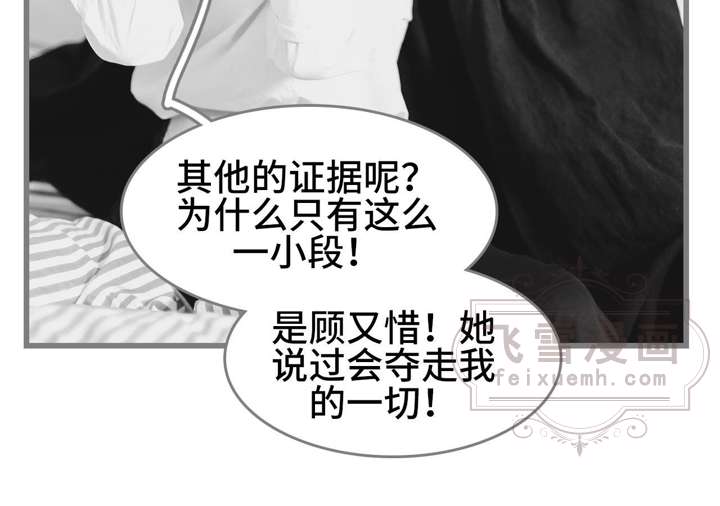 其他的证据呢？
为什么只有这么
一小段！
是顾又惜！她
说过会夺走我
的一切！
飞雪漫画
feixuemh.com